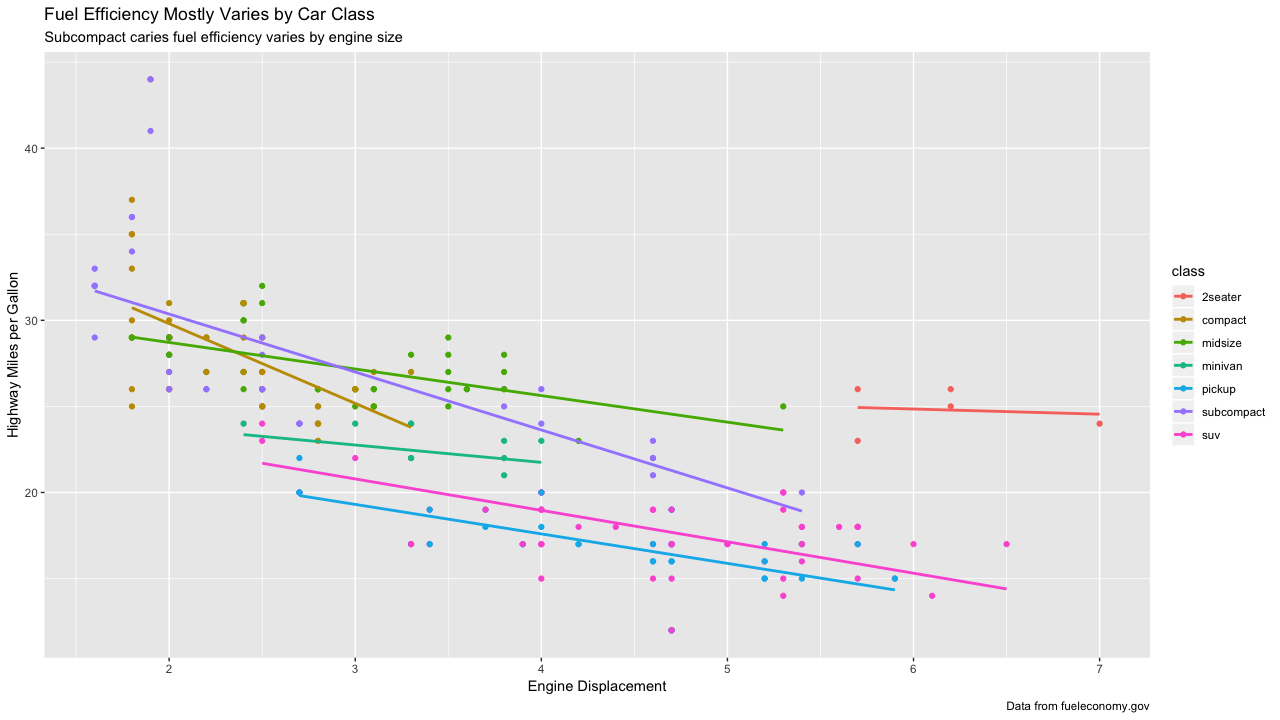 Fuel Efficiency Mostly Varies by Car Class
Subcompact caries fuel efficiency varies by engine size
40
30
20
Highway Miles per Gallon
2 3 4 5 6 7
Engine Displacement
class
2seater
compact
midsize
minivan
pickup
subcompact
suv
Data from fueleconomy.gov